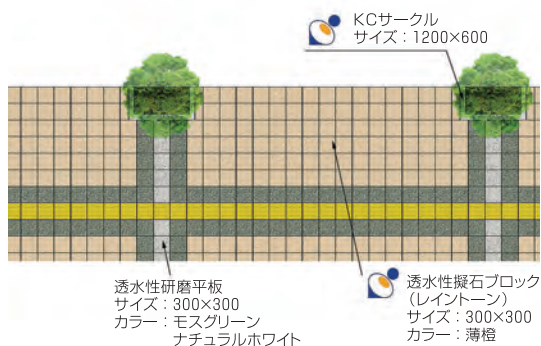 KCサークル
サイズ：1200×600
透水性研磨平板
サイズ：300×300
カラー：モスグリーン
ナチュラルホワイト
透水性擬石ブロック
（レイントーン）
サイズ：300×300
カラー：薄橙